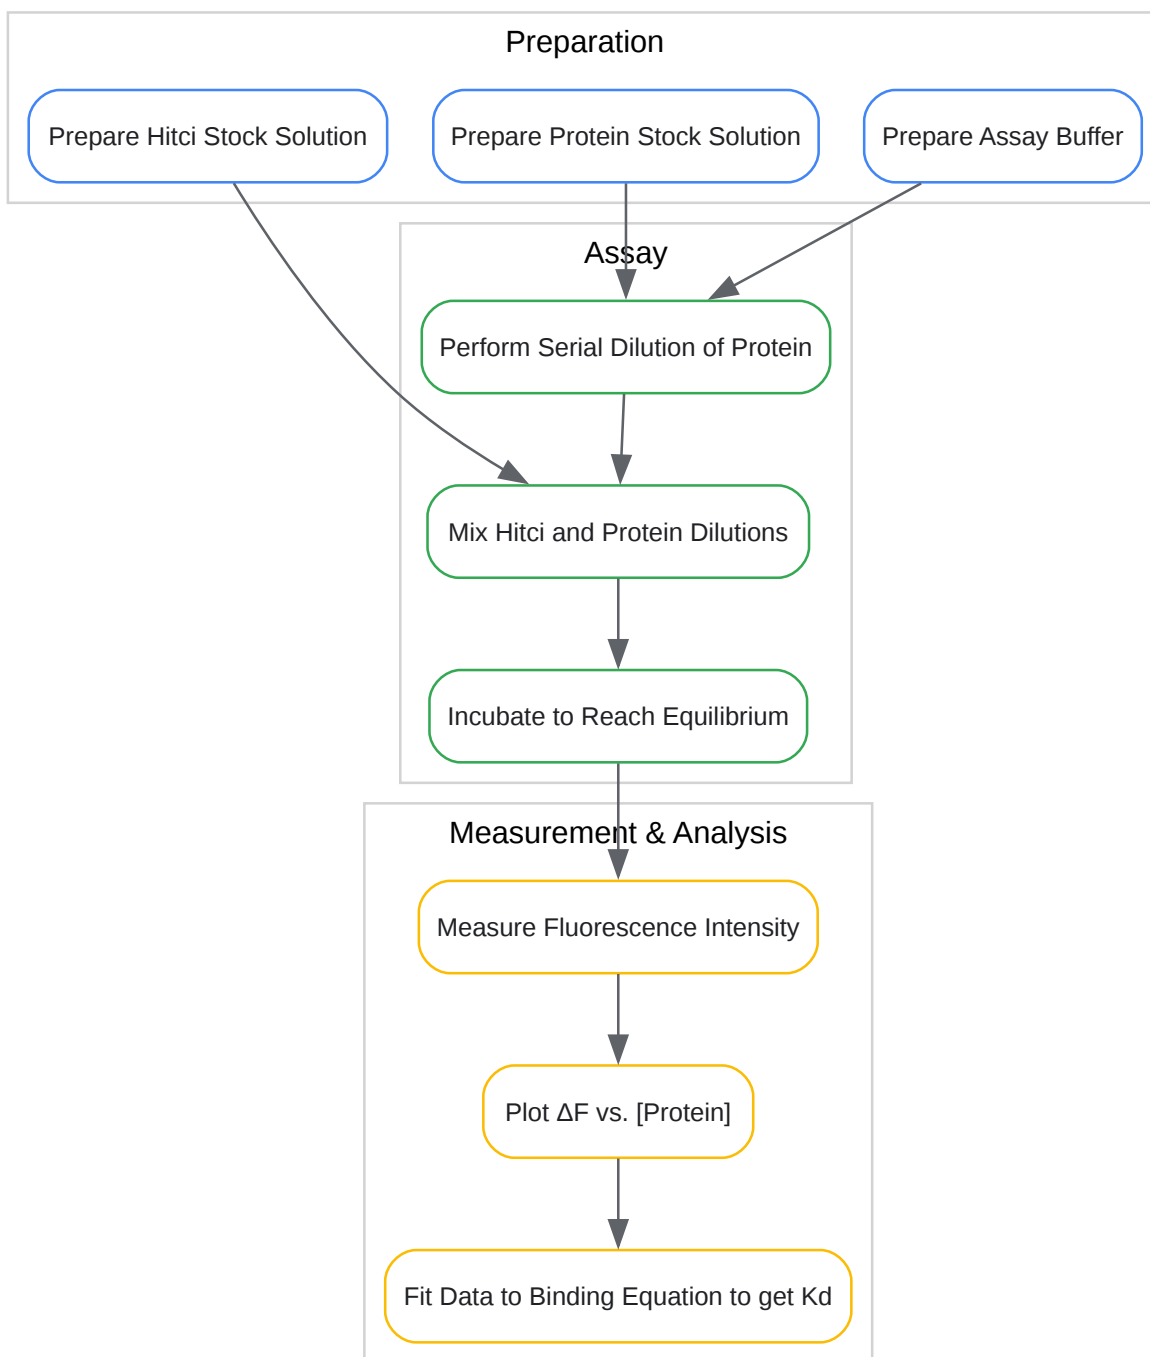 Preparation
Prepare Hitci Stock Solution
Prepare Protein Stock Solution
Prepare Assay Buffer
Assay
Perform Serial Dilution of Protein
Mix Hitci and Protein Dilutions
Incubate to Reach Equilibrium
Measurement & Analysis
Measure Fluorescence Intensity
Plot ΔF vs. [Protein]
Fit Data to Binding Equation to get Kd